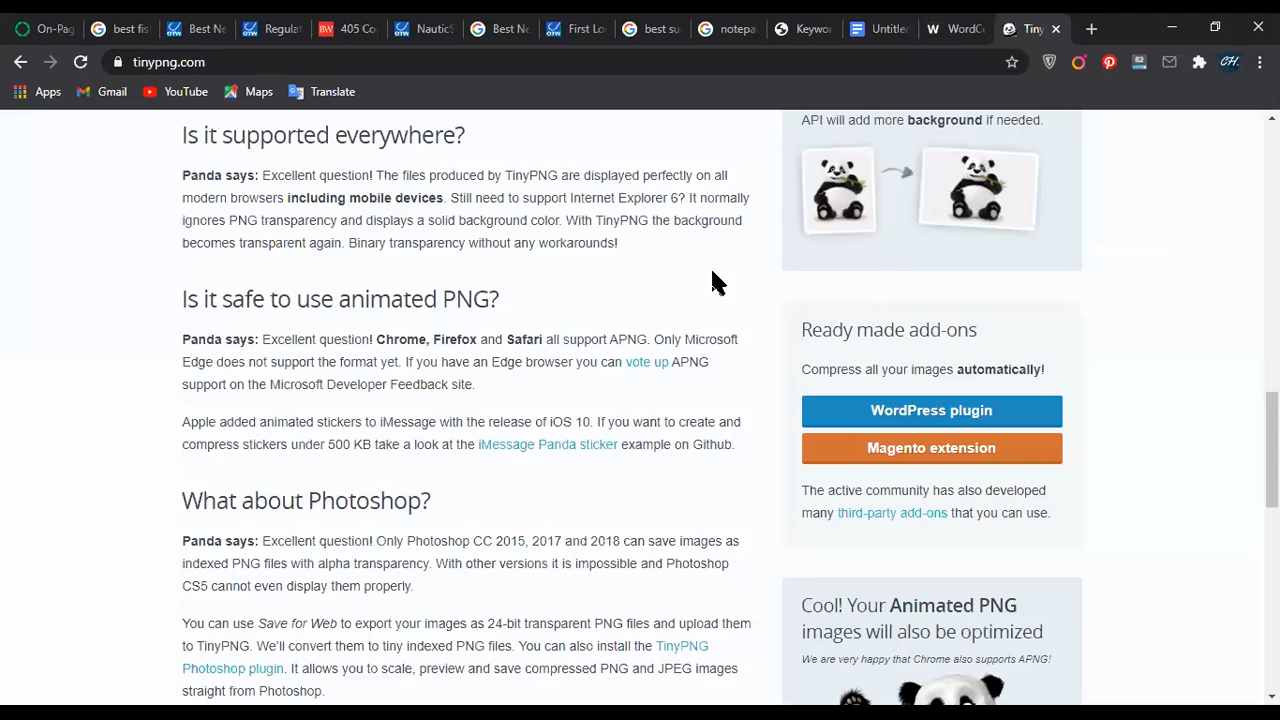 On-Pag
best fis
Best Ne
Regulat
405 Co
NauticS
Best Ne
First Lo
best su
notepa
Keywo
Untitle
WordC
Tiny
tinypng.com
82
CH
Apps
Gmail
YouTube
Maps
Translate
Is it supported everywhere?
Panda says: Excellent question! The files produced by TinyPNG are displayed perfectly on all
modern browsers including mobile devices. Still need to support Internet Explorer 6? It normally
ignores PNG transparency and displays a solid background color. With TinyPNG the background
becomes transparent again. Binary transparency without any workarounds!
Is it safe to use animated PNG?
Panda says: Excellent question! Chrome, Firefox and Safari all support APNG. Only Microsoft
Edge does not support the format yet. If you have an Edge browser you can vote up APNG
support on the Microsoft Developer Feedback site.
Apple added animated stickers to iMessage with the release of iOS 10. If you want to create and
compress stickers under 500 KB take a look at the iMessage Panda sticker example on Github.
What about Photoshop?
Panda says: Excellent question! Only Photoshop CC 2015, 2017 and 2018 can save images as
indexed PNG files with alpha transparency. With other versions it is impossible and Photoshop
CS5 cannot even display them properly.
You can use Save for Web to export your images as 24-bit transparent PNG files and upload them
to TinyPNG. We'll convert them to tiny indexed PNG files. You can also install the TinyPNG
Photoshop plugin. It allows you to scale, preview and save compressed PNG and JPEG images
straight from Photoshop.
API will add more background if needed.
Ready made add-ons
Compress all your images automatically!
WordPress plugin
Magento extension
The active community has also developed
many third-party add-ons that you can use.
Cool! Your Animated PNG
images will also be optimized
We are very happy that Chrome also supports APNG!